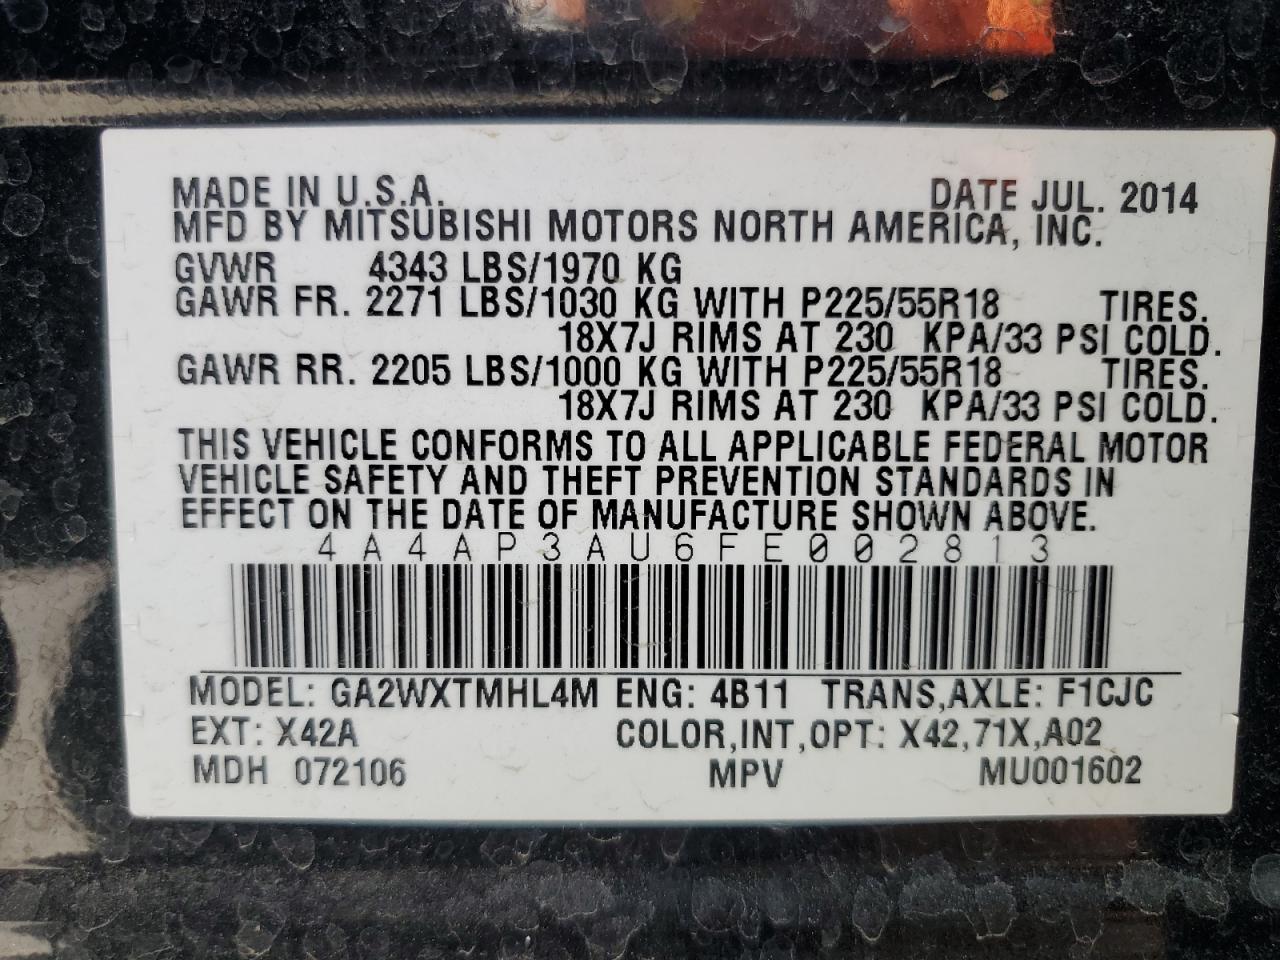 MADE IN U.S.A. DATE JUL. 2014
MFD BY MITSUBISHI MOTORS NORTH AMERICA, INC.
GVWR 4343 LBS/1970 KG
GAWR FR. 2271 LBS/1030 KG WITH P225/55R18 TIRES.
18X7J RIMS AT 230 KPA/33 PSI COLD.
GAWR RR. 2205 LBS/1000 KG WITH P225/55R18 TIRES.
18X7J RIMS AT 230 KPA/33 PSI COLD.
THIS VEHICLE CONFORMS TO ALL APPLICABLE FEDERAL MOTOR
VEHICLE SAFETY AND THEFT PREVENTION STANDARDS IN
EFFECT ON THE DATE OF MANUFACTURE SHOWN ABOVE.
4A4AP3AU6FE002813
MODEL: GA2WXTMHL4M ENG: 4B11 TRANS,AXLE: F1CJC
EXT: X42A COLOR,INT,OPT: X42,71X,A02
MDH 072106 MPV MU001602